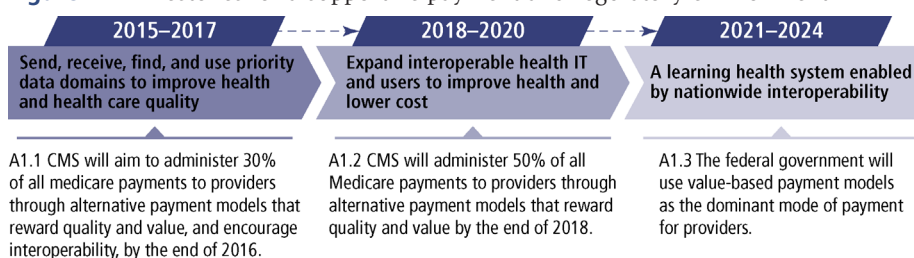 2015–2017
2018–2020
2021–2024
Send, receive, find, and use priority
data domains to improve health
and health care quality
Expand interoperable health IT
and users to improve health and
lower cost
A learning health system enabled
by nationwide interoperability
A1.1 CMS will aim to administer 30%
of all medicare payments to providers
through alternative payment models that
reward quality and value, and encourage
interoperability, by the end of 2016.
A1.2 CMS will administer 50% of all
Medicare payments to providers through
alternative payment models that reward
quality and value by the end of 2018.
A1.3 The federal government will
use value-based payment models
as the dominant mode of payment
for providers.